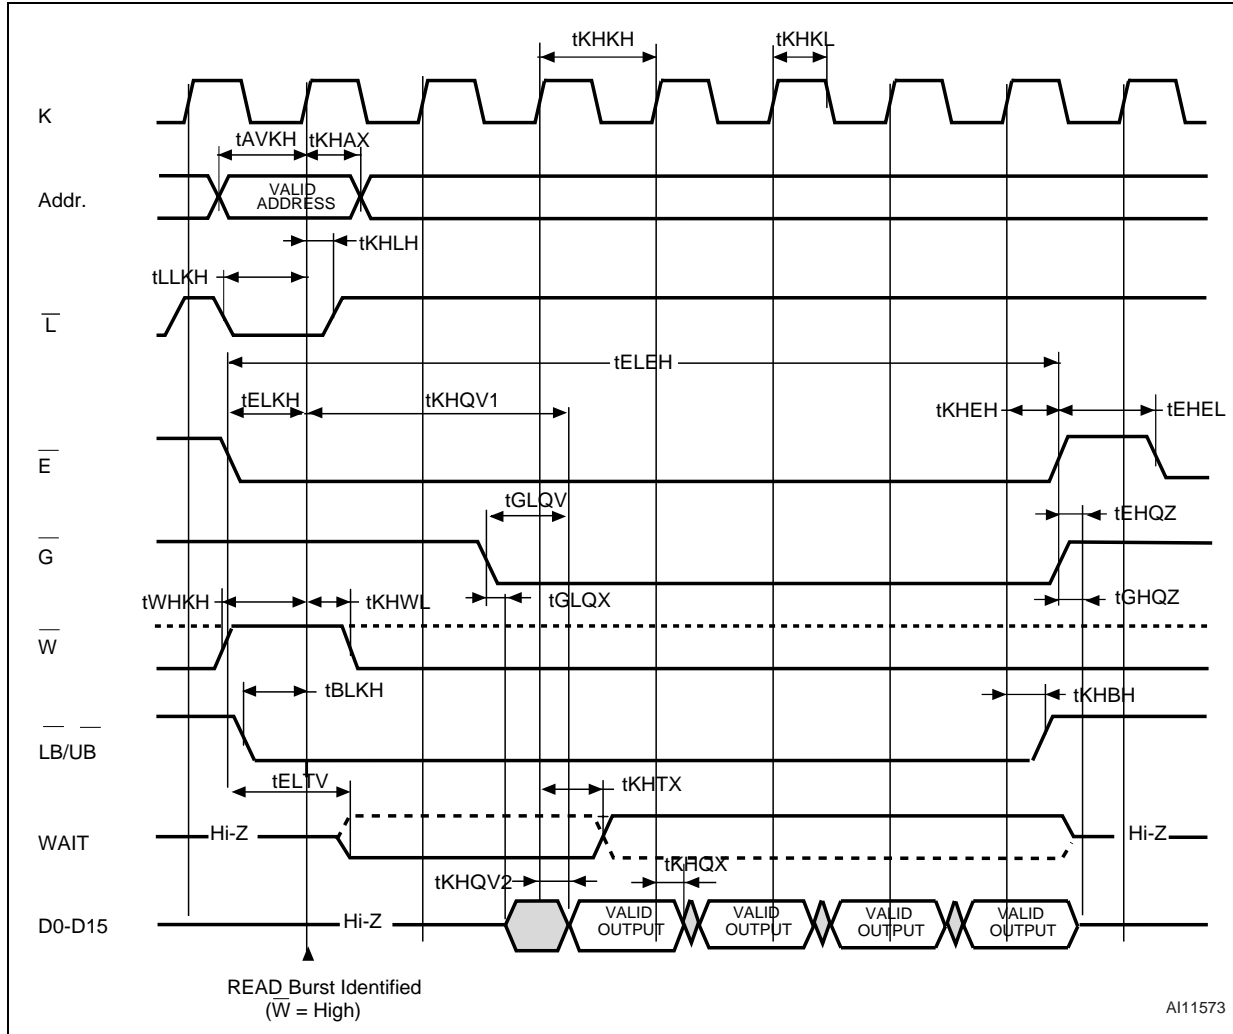 tKHKH
tKHKL
K
tAVKH
tKHAX
Addr.
VALID
ADDRESS
tKHLH
tLLKH
L
tELEH
tELKH
tKHQV1
tKHEH
tEHEL
E
tGLQV
tEHQZ
G
tWHKH
tKHWL
tGLQX
tGHQZ
W
tBLKH
tKHBH
LB/UB
tELTV
tKHTX
WAIT
Hi-Z
Hi-Z
tKHQV2
tKHQX
D0-D15
Hi-Z
VALID
OUTPUT
VALID
OUTPUT
VALID
OUTPUT
VALID
OUTPUT
READ Burst Identified
(W = High)
AI11573